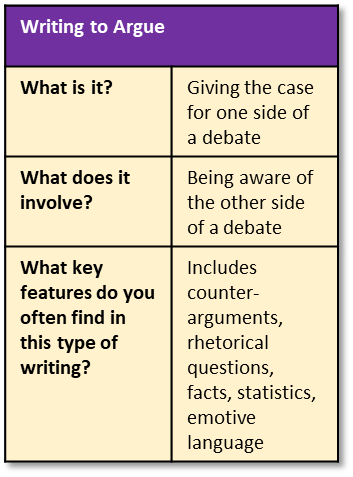 Writing to Argue
What is it?
Giving the case
for one side of
a debate
What does it
involve?
Being aware of
the other side
of a debate
What key
features do you
often find in
this type of
writing?
Includes
counter-
arguments,
rhetorical
questions,
facts, statistics,
emotive
language